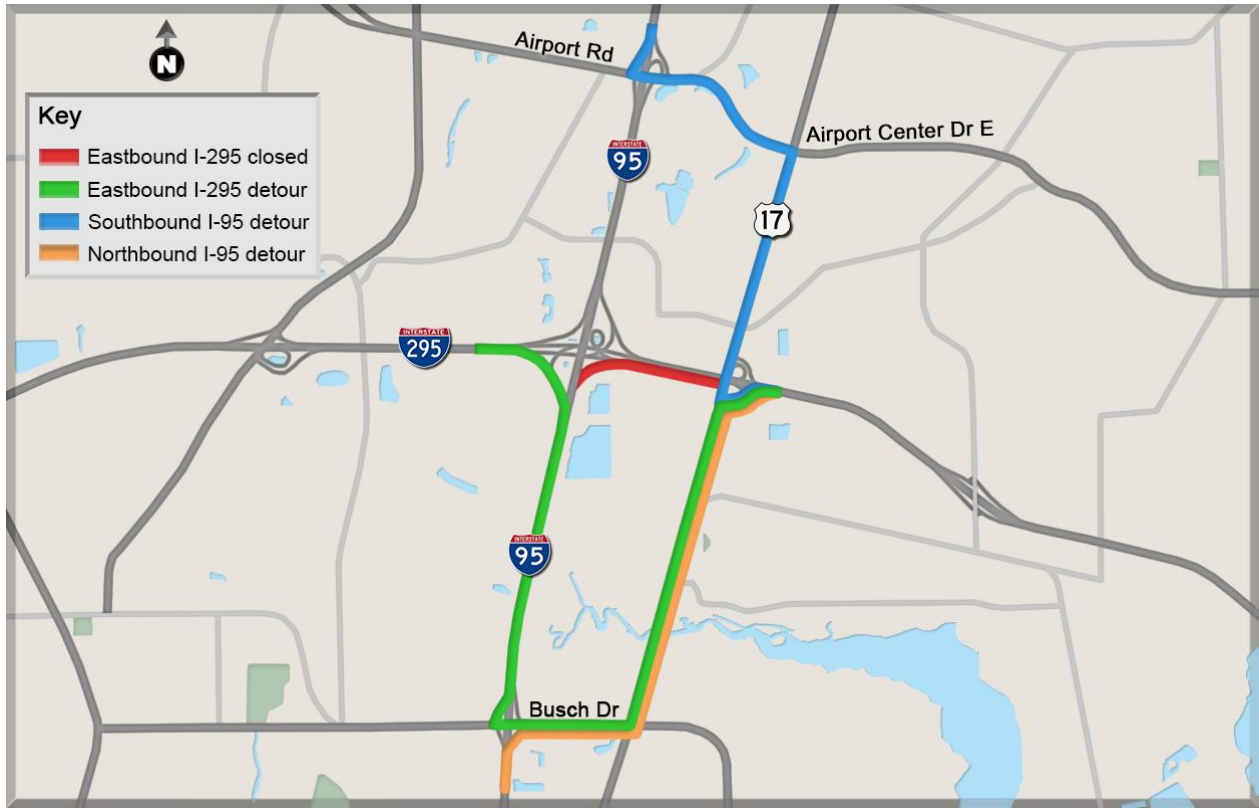 Airport Rd
N
Key
Eastbound I-295 closed
Eastbound I-295 detour
Southbound I-95 detour
Northbound I-95 detour
INTERSTATE
95
Airport Center Dr E
17
INTERSTATE
295
INTERSTATE
95
Busch Dr